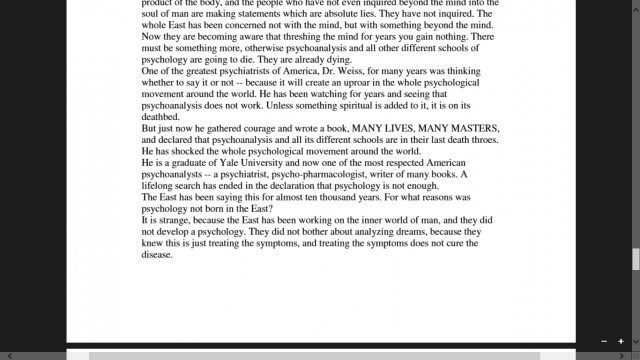 product of the body, and the people who have not even inquired beyond the mind into the
soul of man are making statements which are absolute lies. They have not inquired. The
whole East has been concerned not with the mind, but with something beyond the mind.
Now they are becoming aware that threshing the mind for years you gain nothing. There
must be something more, otherwise psychoanalysis and all other different schools of
psychology are going to die. They are already dying.
One of the greatest psychiatrists of America, Dr. Weiss, for many years was thinking
whether to say it or not -- because it will create an uproar in the whole psychological
movement around the world. He has been watching for years and seeing that
psychoanalysis does not work. Unless something spiritual is added to it, it is on its
deathbed.
But just now he gathered courage and wrote a book, MANY LIVES, MANY MASTERS,
and declared that psychoanalysis and all its different schools are in their last death throes.
He has shocked the whole psychological movement around the world.
He is a graduate of Yale University and now one of the most respected American
psychoanalysts -- a psychiatrist, psycho-pharmacologist, writer of many books. A
lifelong search has ended in the declaration that psychology is not enough.
The East has been saying this for almost ten thousand years. For what reasons was
psychology not born in the East?
It is strange, because the East has been working on the inner world of man, and they did
not develop a psychology. They did not bother about analyzing dreams, because they
knew this is just treating the symptoms, and treating the symptoms does not cure the
disease.